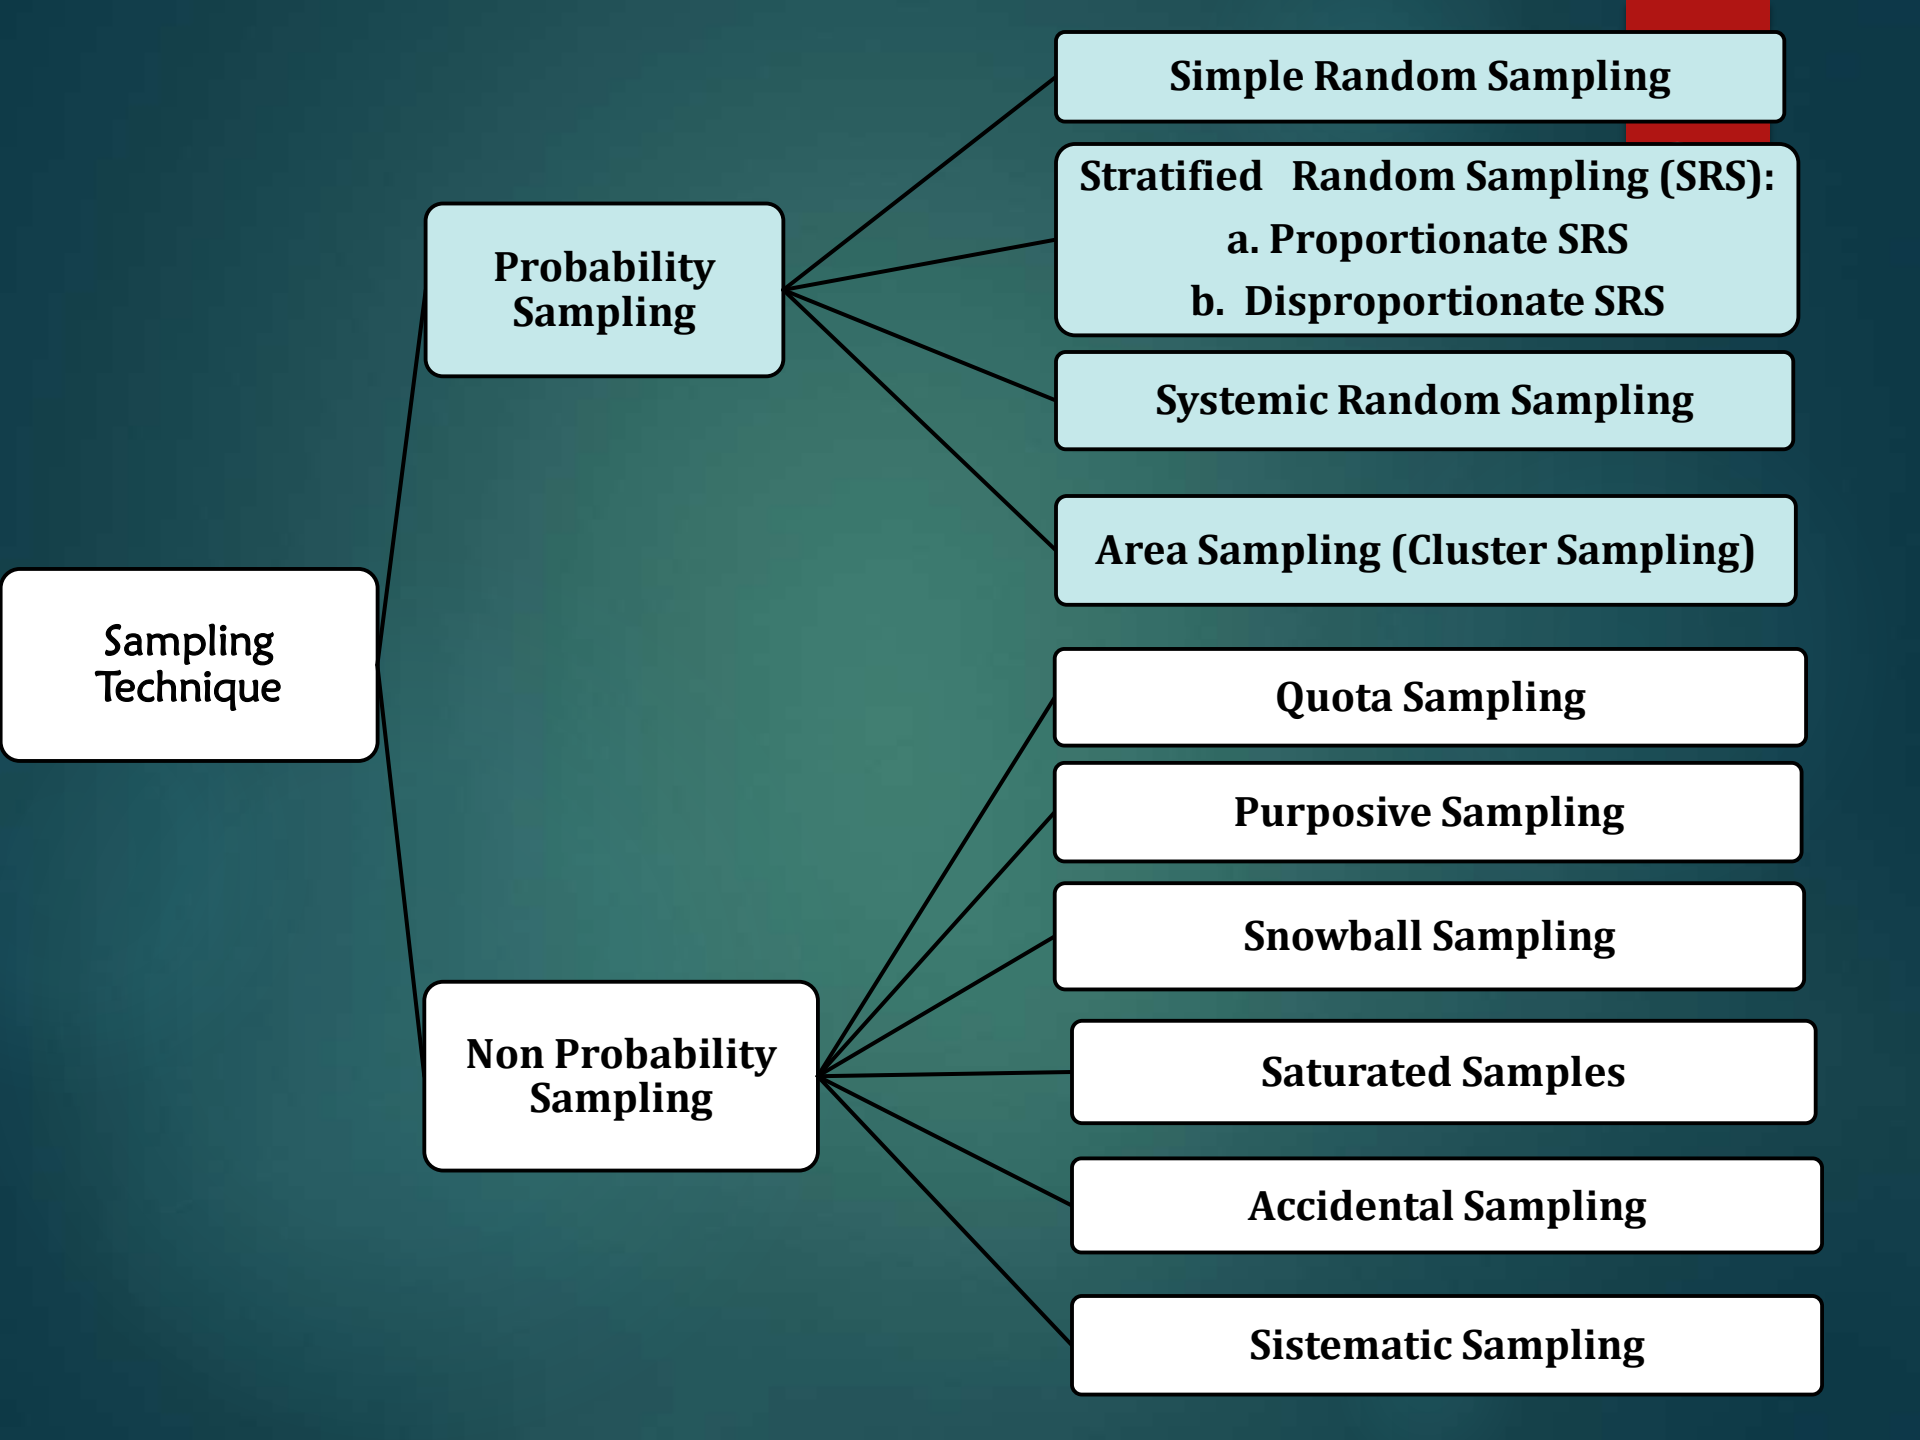 Simple Random Sampling
Stratified   Random Sampling (SRS):
a. Proportionate SRS
b.  Disproportionate SRS
Probability
Sampling
Systemic Random Sampling
Area Sampling (Cluster Sampling)
Sampling
Technique
Quota Sampling
Purposive Sampling
Snowball Sampling
Non Probability
Sampling
Saturated Samples
Accidental Sampling
Sistematic Sampling